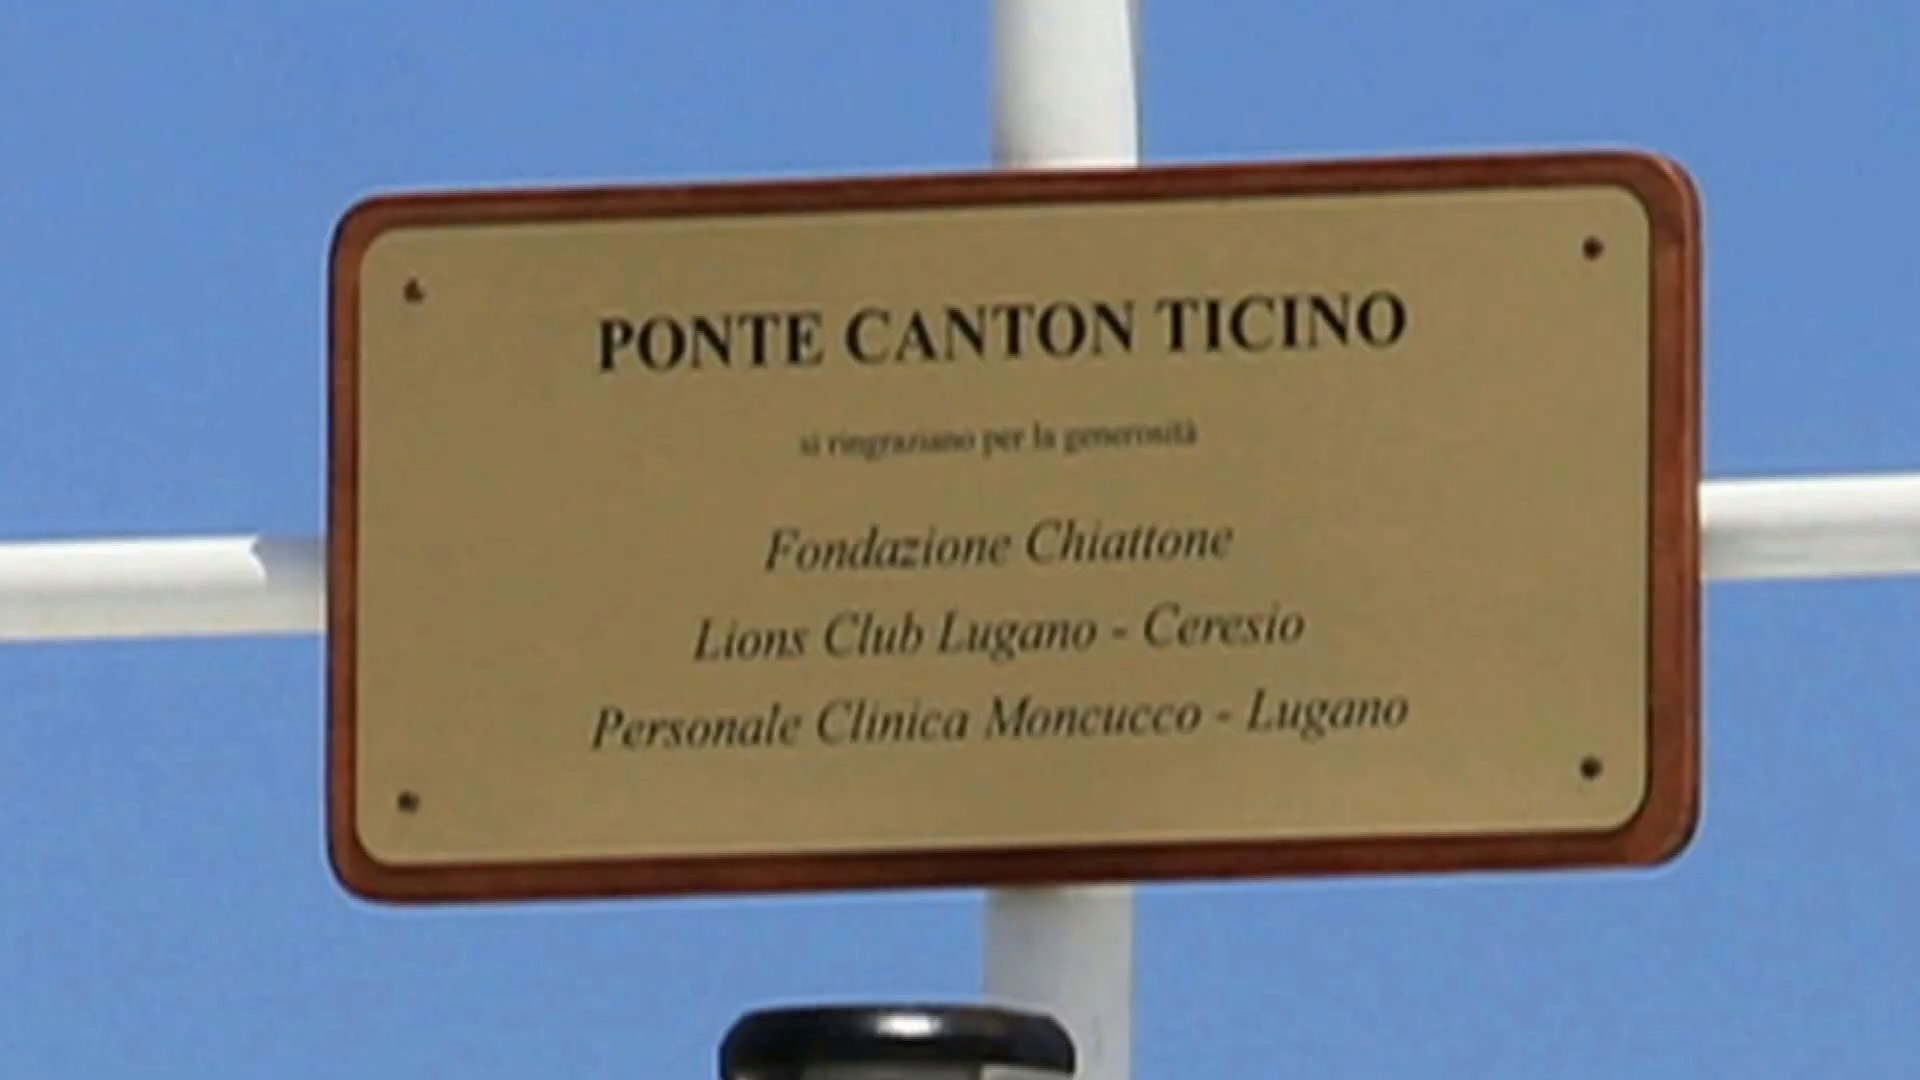 PONTE CANTON TICINO
si ringraziano per la generosità
Fondazione Chiattone
Lions Club Lugano - Ceresio
Personale Clinica Moncucco - Lugano